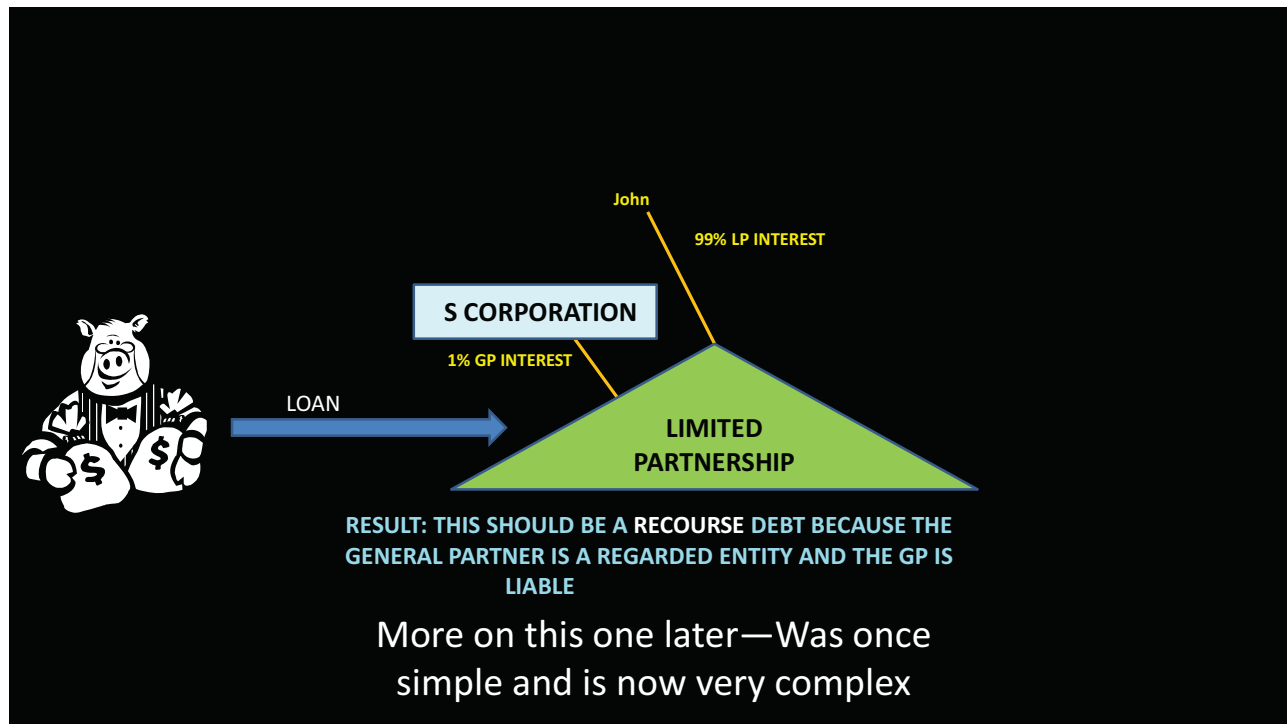 John
99% LP INTEREST
S CORPORATION
1% GP INTEREST
LOAN
$ $
LIMITED
PARTNERSHIP
RESULT: THIS SHOULD BE A RECOURSE DEBT BECAUSE THE
GENERAL PARTNER IS A REGARDED ENTITY AND THE GP IS
LIABLE
More on this one later—Was once
simple and is now very complex